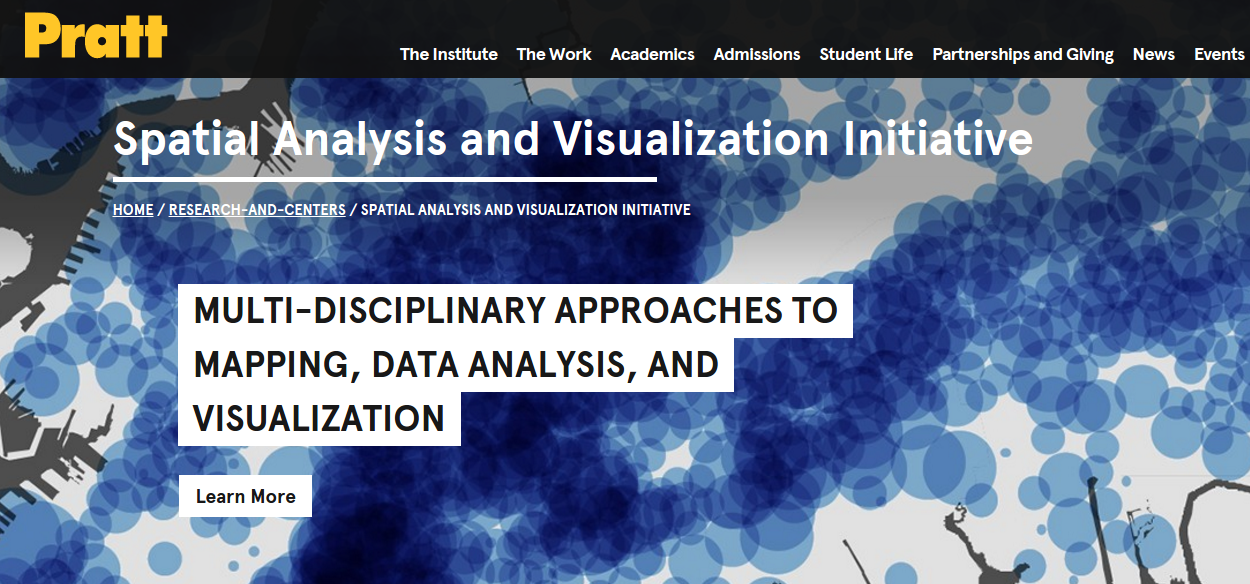 Pratt
The Institute The Work Academics Admissions Student Life Partnerships and Giving News Events
Spatial Analysis and Visualization Initiative
HOME / RESEARCH-AND-CENTERS / SPATIAL ANALYSIS AND VISUALIZATION INITIATIVE
MULTI-DISCIPLINARY APPROACHES TO
MAPPING, DATA ANALYSIS, AND
VISUALIZATION
Learn More